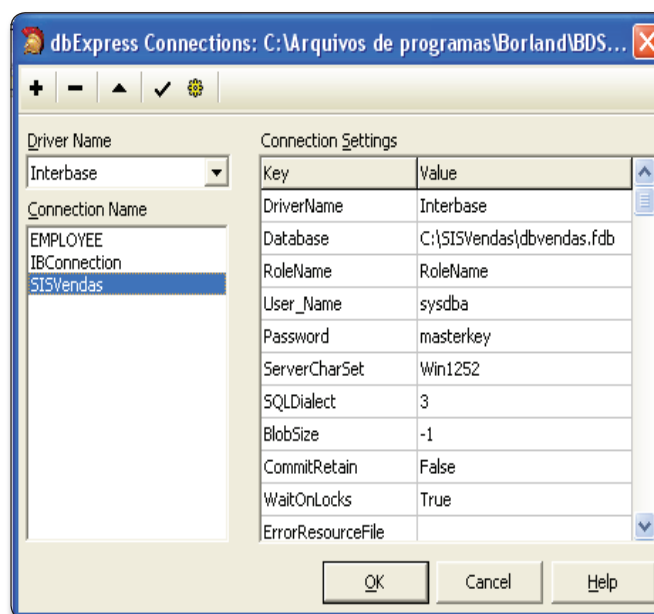 dbExpress Connections: C:\Arquivos de programas\Borland\BDS...
Driver Name
Interbase
Connection Name
EMPLOYEE
IBConnection
SISVendas
Connection Settings
Key Value
DriverName Interbase
Database C:\SISVendas\dbvendas.fdb
RoleName RoleName
User_Name sysdba
Password masterkey
ServerCharSet Win1252
SQLDialect 3
BlobSize -1
CommitRetain False
WaitOnLocks True
ErrorResourceFile
OK Cancel Help